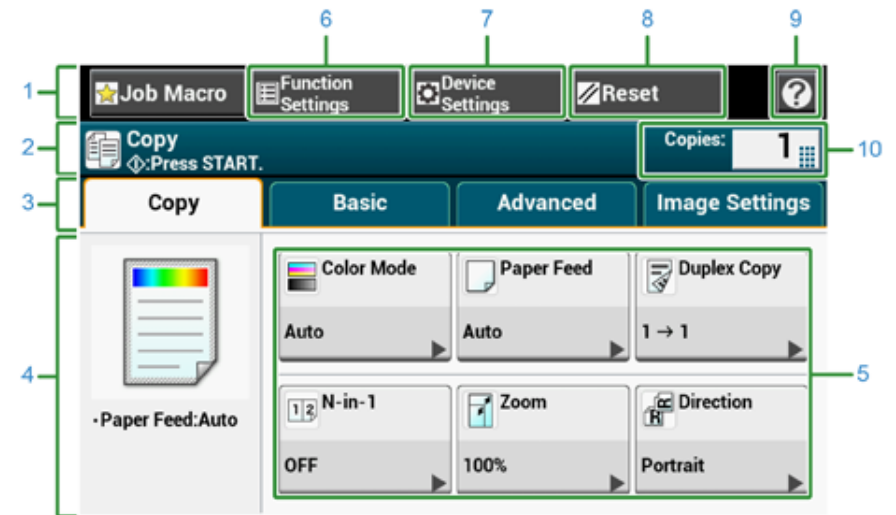 6 7 8 9
1 Job Macro Function Settings Device Settings Reset ?
2 Copy Copies: 1 10
:Press START.
3 Copy Basic Advanced Image Settings
4 5
Color Mode Paper Feed Duplex Copy
Auto Auto 1 → 1
1 2 N-in-1 Zoom R R Direction
·Paper Feed:Auto
OFF 100% Portrait